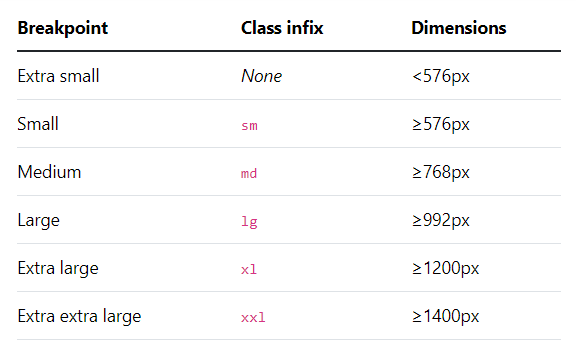 Breakpoint Class infix Dimensions
Extra small None <576px
Small sm ≥576px
Medium md ≥768px
Large lg ≥992px
Extra large xl ≥1200px
Extra extra large xxl ≥1400px